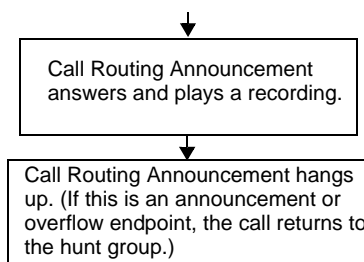 Call Routing Announcement
answers and plays a recording.
Call Routing Announcement hangs
up. (If this is an announcement or
overflow endpoint, the call returns to
the hunt group.)